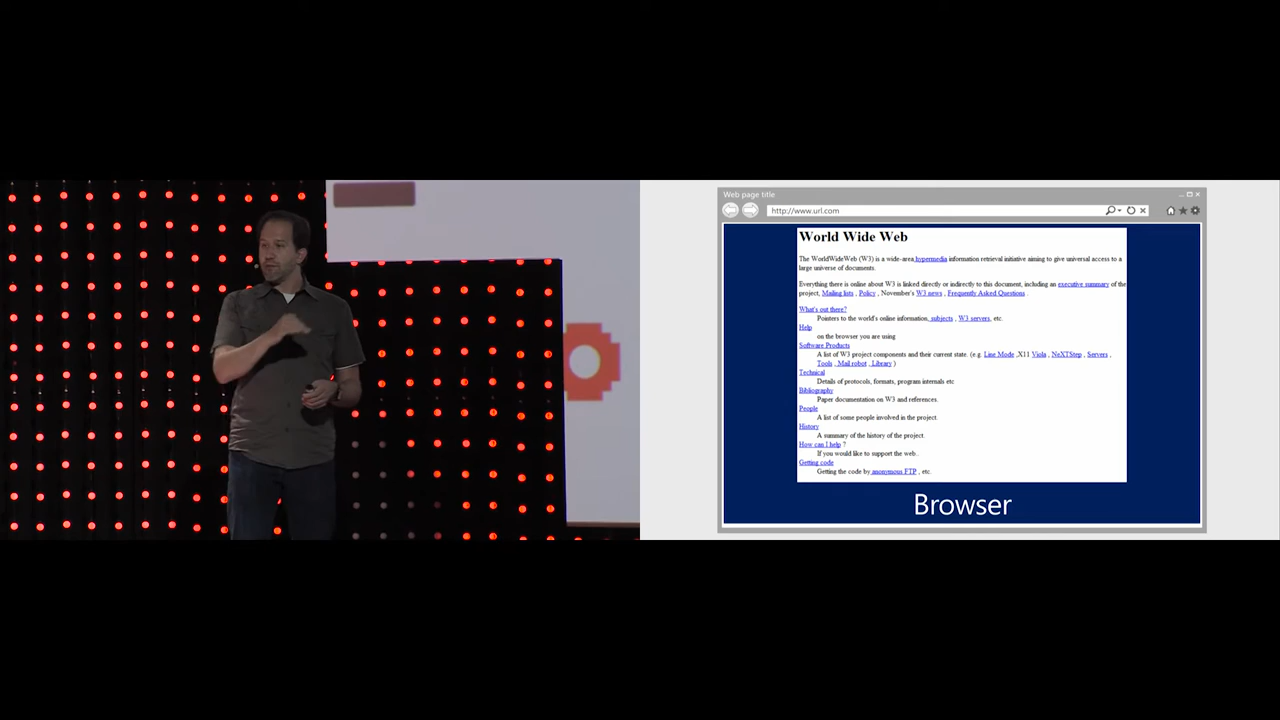 Web page title
http://www.url.com
World Wide Web
The WorldWideWeb (W3) is a wide-area hypermedia information retrieval initiative aiming to give universal access to a
large universe of documents.
Everything there is online about W3 is linked directly or indirectly to this document, including an executive summary of the
project, Mailing lists , Policy , November's W3 news , Frequently Asked Questions .
What's out there?
Pointers to the world's online information, subjects , W3 servers, etc.
Help
on the browser you are using
Software Products
A list of W3 project components and their current state. (e.g. Line Mode ,X11 Viola , NeXTStep , Servers ,
Tools , Mail robot , Library )
Technical
Details of protocols, formats, program internals etc
Bibliography
Paper documentation on W3 and references.
People
A list of some people involved in the project.
History
A summary of the history of the project.
How can I help ?
If you would like to support the web..
Getting code
Getting the code by anonymous FTP , etc.
Browser